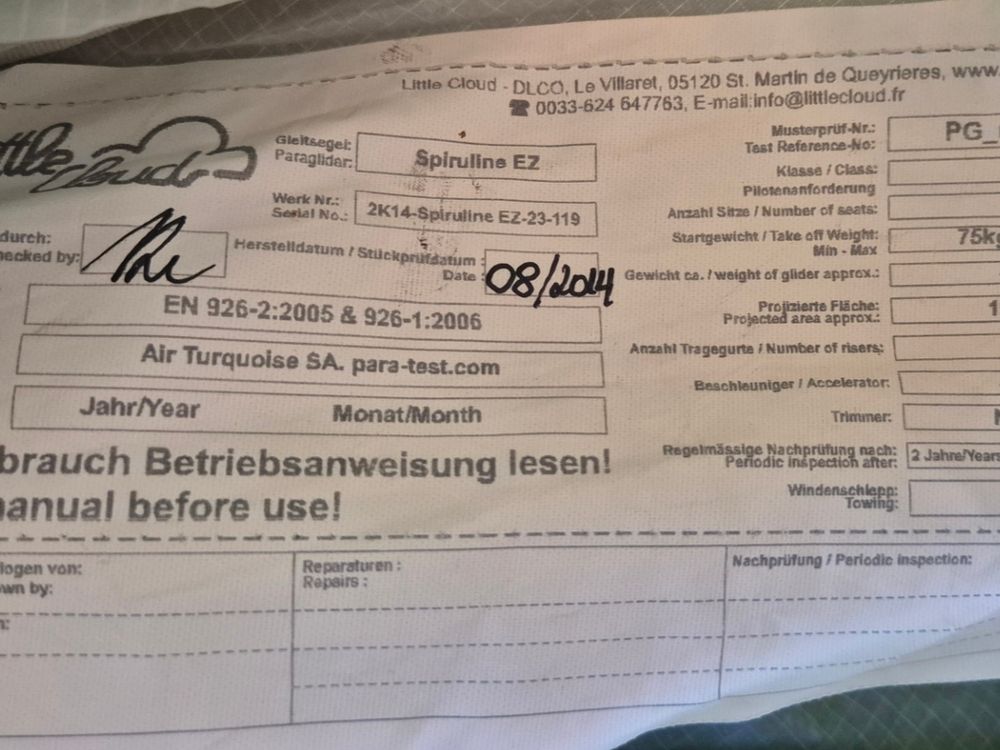 Little Cloud - DLCO, Le Villaret, 05120 St. Martin de Queyrieres, www.
☎ 0033-624 647763, E-mail:info@littlecloud.fr
Cloud
Gleitsegel:
Paraglider:
Spiruline EZ
Werk Nr.:
Serial No.:
2K14-Spiruline EZ-23-119
durch:
ecked by:
Herstelldatum / Stückprüfdatum :
Date :
08/2014
EN 926-2:2005 & 926-1:2006
Air Turquoise SA. para-test.com
Jahr/Year Monat/Month
brauch Betriebsanweisung lesen!
anual before use!
Musterprüf-Nr.:
Test Reference-No:
PG_
Klasse / Class:
Pilotenanforderung
Anzahl Sitze / Number of seats:
Startgewicht / Take off Weight:
Min - Max
75kg
Gewicht ca. / weight of glider approx.:
Projizierte Fläche:
Projected area approx.:
1
Anzahl Tragegurte / Number of risers:
Beschleuniger / Accelerator:
Trimmer:
Regelmässige Nachprüfung nach:
Periodic inspection after:
2 Jahre/Years
Windenschlepp:
Towing:
logen von:
wn by:
Reparaturen :
Repairs :
Nachprüfung / Periodic inspection: